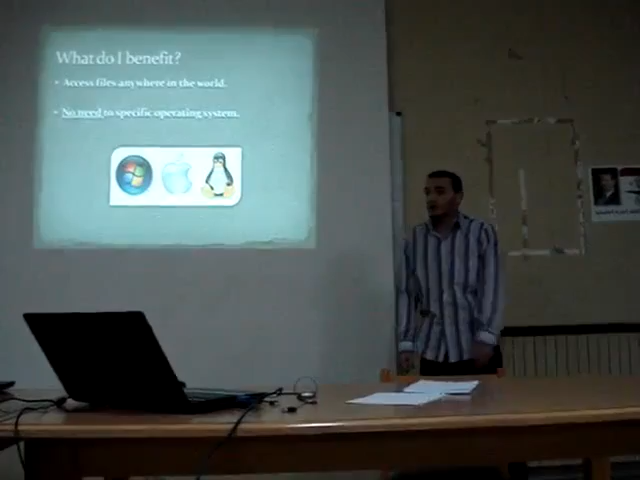 What do I benefit?
• Access files anywhere in the world.
• No need to specific operating system.